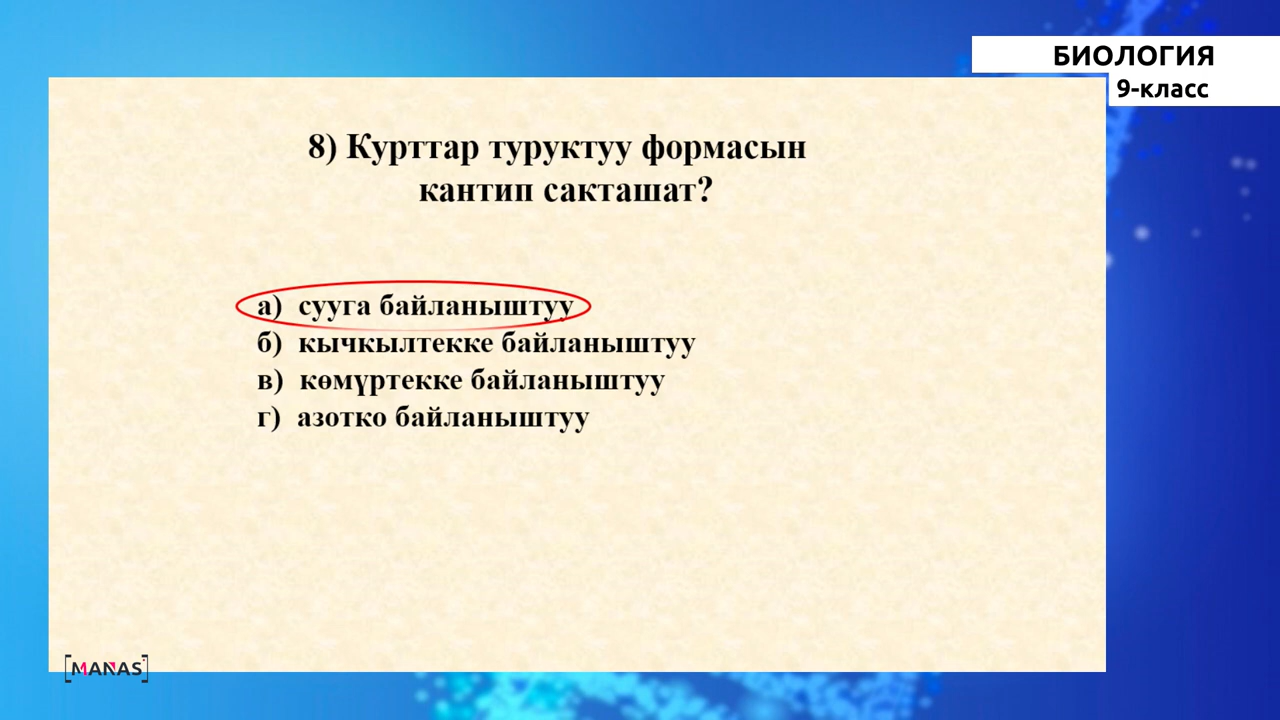 БИОЛОГИЯ
9-класс
8) Курттар туруктуу формасын
кантип сакташат?
а) сууга байланыштуу
б) кычкылтекке байланыштуу
в) көмүртекке байланыштуу
г) азотко байланыштуу
[MANAS]